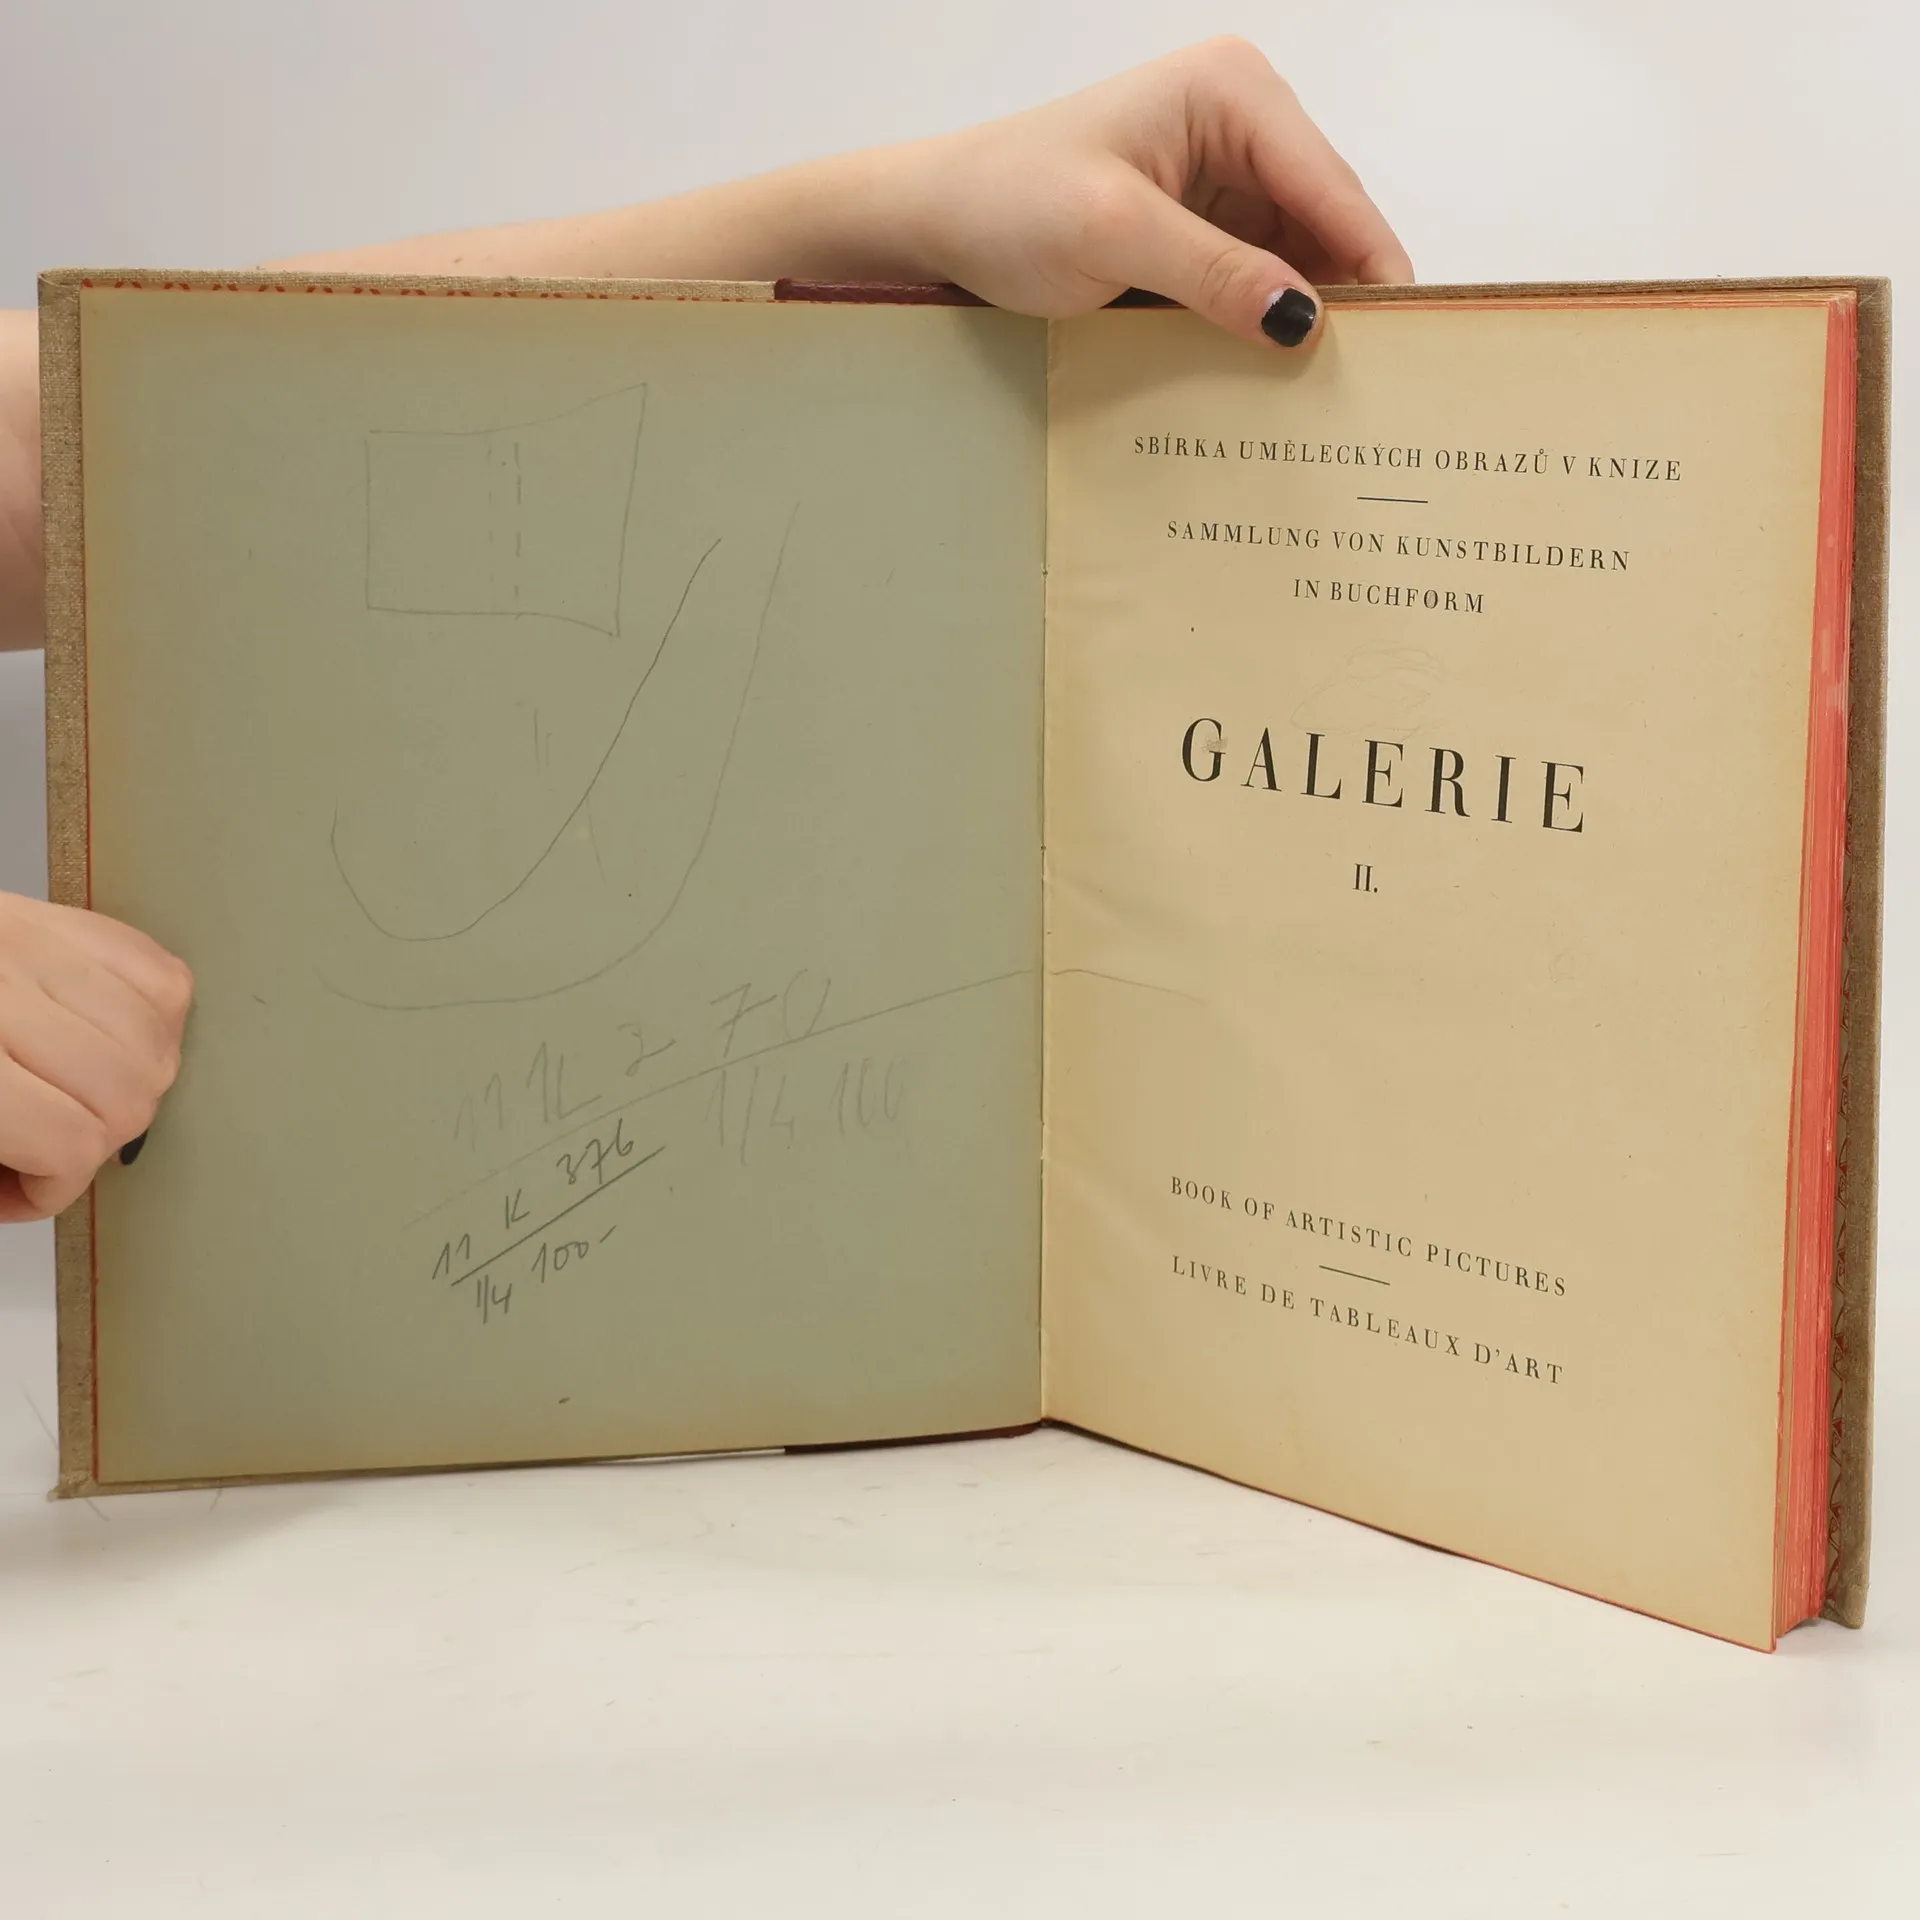 11 K 376
1/4 100-
SBÍRKA UMĚLECKÝCH OBRAZŮ V KNIZE
SAMMLUNG VON KUNSTBILDERN
IN BUCHFORM
GALERIE
II.
BOOK OF ARTISTIC PICTURES
LIVRE DE TABLEAUX D'ART